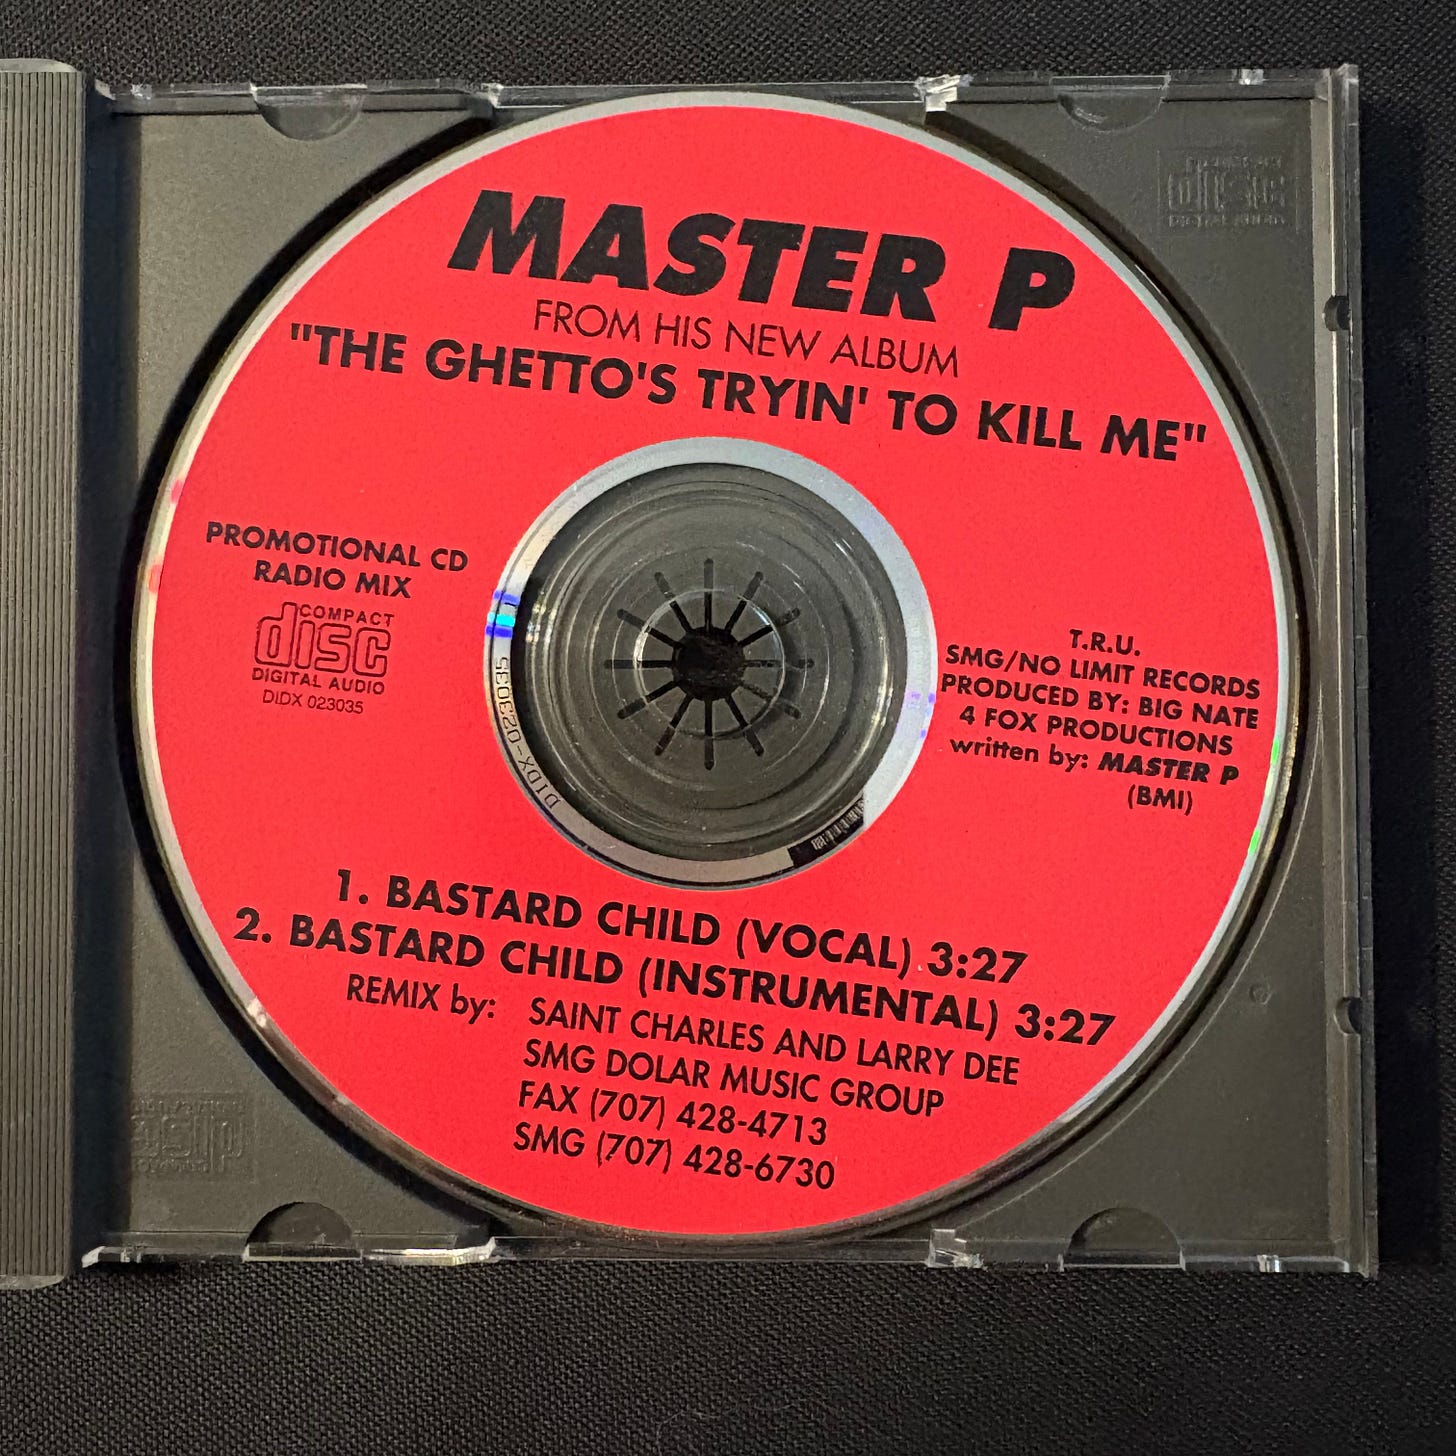 MASTER P
FROM HIS NEW ALBUM
"THE GHETTO'S TRYIN' TO KILL ME"
PROMOTIONAL CD
RADIO MIX
COMPACT
disc
DIGITAL AUDIO
DIDX 023035
DIDX-023035
T.R.U.
SMG/NO LIMIT RECORDS
PRODUCED BY: BIG NATE
4 FOX PRODUCTIONS
written by: MASTER P
(BMI)
1. BASTARD CHILD (VOCAL) 3:27
2. BASTARD CHILD (INSTRUMENTAL) 3:27
REMIX by: SAINT CHARLES AND LARRY DEE
SMG DOLAR MUSIC GROUP
FAX (707) 428-4713
SMG (707) 428-6730
disc
DIGITAL AUDIO